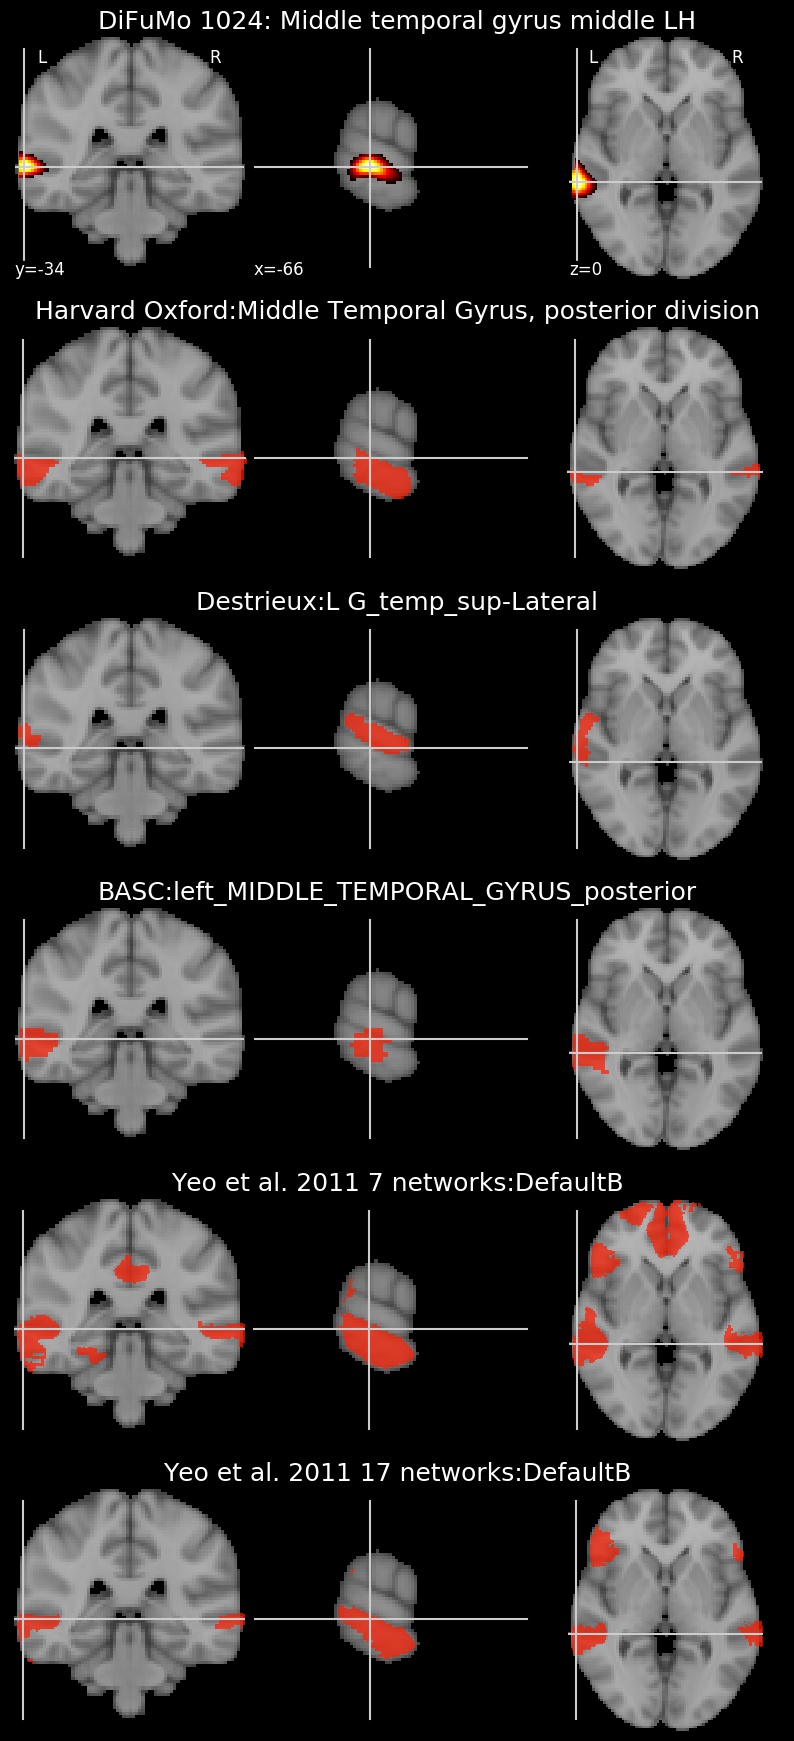 DiFuMo 1024: Middle temporal gyrus middle LH
L R L R
y=-34 x=-66 z=0
Harvard Oxford:Middle Temporal Gyrus, posterior division
Destrieux:L G_temp_sup-Lateral
BASC:left_MIDDLE_TEMPORAL_GYRUS_posterior
Yeo et al. 2011 7 networks:DefaultB
Yeo et al. 2011 17 networks:DefaultB